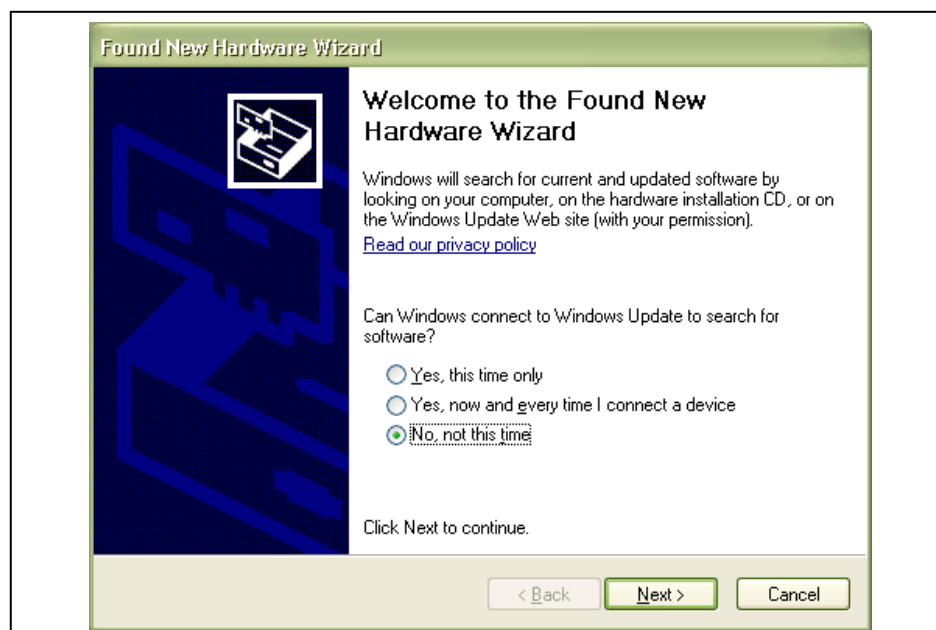 Found New Hardware Wizard
Welcome to the Found New
Hardware Wizard
Windows will search for current and updated software by
looking on your computer, on the hardware installation CD, or on
the Windows Update Web site (with your permission).
Read our privacy policy
Can Windows connect to Windows Update to search for
software?
Yes, this time only
Yes, now and every time I connect a device
No, not this time
Click Next to continue.
< Back Next > Cancel